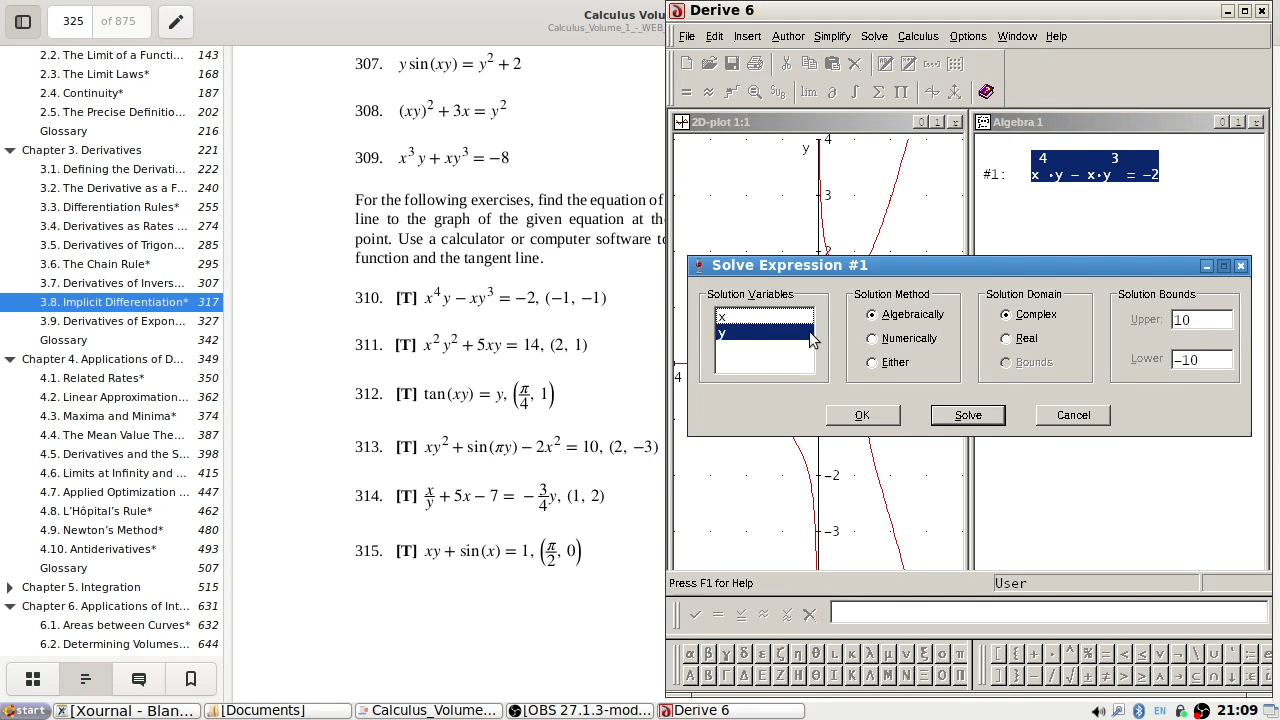 325 of 875
Calculus Volu
Calculus_Volume_1_-_WEB_
2.2. The Limit of a Functi... 143
2.3. The Limit Laws* 168
2.4. Continuity* 187
2.5. The Precise Definitio... 202
Glossary 216
Chapter 3. Derivatives 221
3.1. Defining the Derivati... 222
3.2. The Derivative as a F... 240
3.3. Differentiation Rules* 255
3.4. Derivatives as Rates ... 274
3.5. Derivatives of Trigon... 285
3.6. The Chain Rule* 295
3.7. Derivatives of Invers... 307
3.8. Implicit Differentiation* 317
3.9. Derivatives of Expon... 327
Glossary 342
Chapter 4. Applications of D... 349
4.1. Related Rates* 350
4.2. Linear Approximation... 362
4.3. Maxima and Minima* 374
4.4. The Mean Value The... 387
4.5. Derivatives and the S... 398
4.6. Limits at Infinity and ... 415
4.7. Applied Optimization ... 447
4.8. L'Hôpital's Rule* 462
4.9. Newton's Method* 480
4.10. Antiderivatives* 493
Glossary 507
Chapter 5. Integration 515
Chapter 6. Applications of Int... 631
6.1. Areas between Curves* 632
6.2. Determining Volumes... 644
307. y sin(xy) = y² + 2
308. (xy)² + 3x = y²
309. x³y + xy³ = −8
For the following exercises, find the equation of
line to the graph of the given equation at the
point. Use a calculator or computer software to
function and the tangent line.
310. [T] x⁴y − xy³ = −2, (−1, −1)
311. [T] x²y² + 5xy = 14, (2, 1)
312. [T] tan(xy) = y, (π/4, 1)
313. [T] xy² + sin(πy) − 2x² = 10, (2, −3)
314. [T] x/y + 5x − 7 = −3/4y, (1, 2)
315. [T] xy + sin(x) = 1, (π/2, 0)
Derive 6
File Edit Insert Author Simplify Solve Calculus Options Window Help
2D-plot 1:1
y
4
3
2
4
−2
−3
Algebra 1
#1: x⁴·y − x·y³ = −2
Solve Expression #1
Solution Variables
x
y
Solution Method
Algebraically
Numerically
Either
Solution Domain
Complex
Real
Bounds
Solution Bounds
Upper: 10
Lower −10
OK Solve Cancel
Press F1 for Help
User
start [Xournal - Blan... [Documents] Calculus_Volume... [OBS 27.1.3-mod... Derive 6 EN 21:09